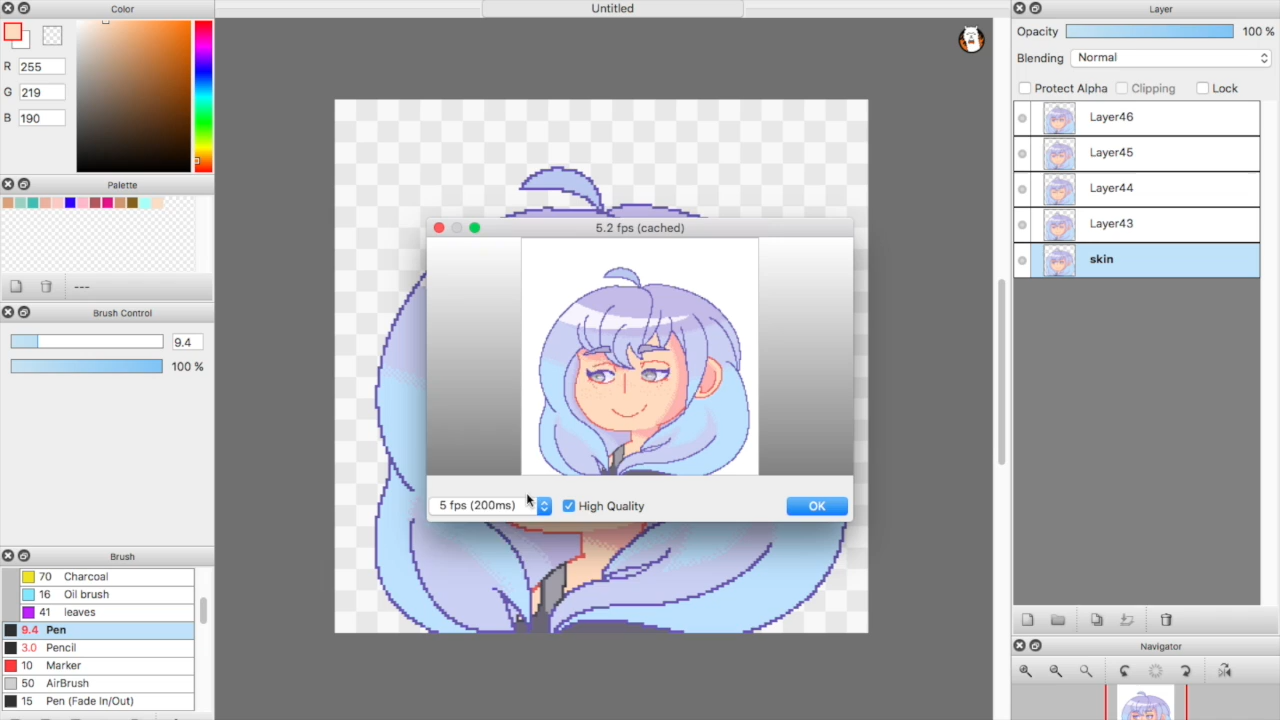 Color
R 255
G 219
B 190
Palette
---
Brush Control
9.4
100 %
Brush
70 Charcoal
16 Oil brush
41 leaves
9.4 Pen
3.0 Pencil
10 Marker
50 AirBrush
15 Pen (Fade In/Out)
Untitled
5.2 fps (cached)
5 fps (200ms)
High Quality
OK
Layer
Opacity 100 %
Blending Normal
Protect Alpha Clipping Lock
Layer46
Layer45
Layer44
Layer43
skin
Navigator